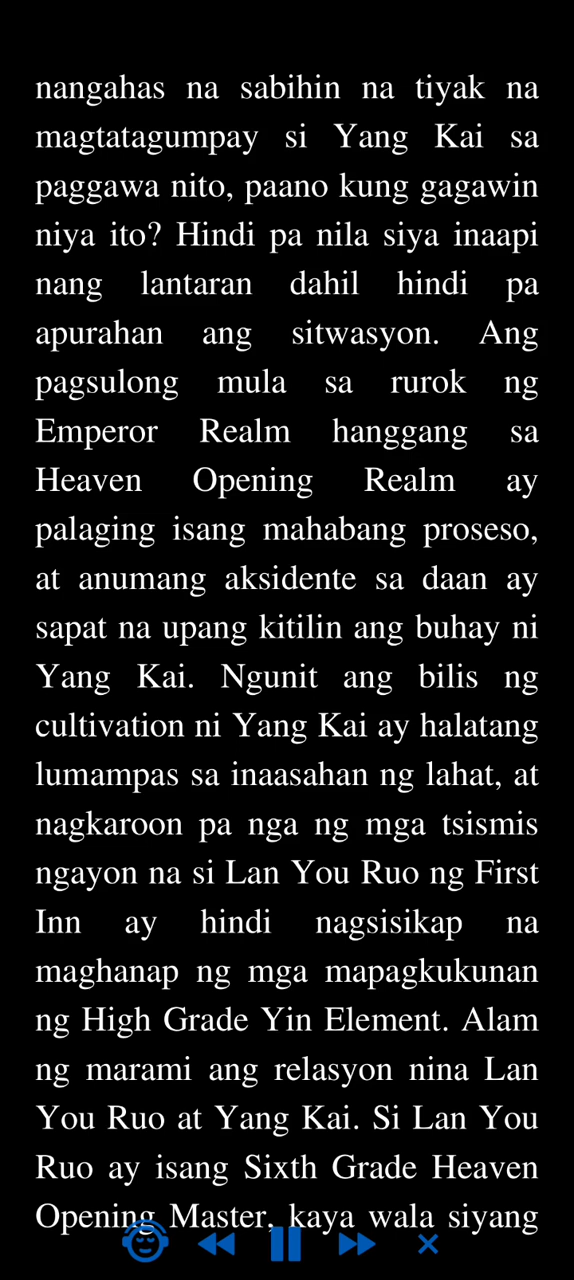 nangahas na sabihin na tiyak na
magtatagumpay si Yang Kai sa
paggawa nito, paano kung gagawin
niya ito? Hindi pa nila siya inaapi
nang lantaran dahil hindi pa
apurahan ang sitwasyon. Ang
pagsulong mula sa rurok ng
Emperor Realm hanggang sa
Heaven Opening Realm ay
palaging isang mahabang proseso,
at anumang aksidente sa daan ay
sapat na upang kitilin ang buhay ni
Yang Kai. Ngunit ang bilis ng
cultivation ni Yang Kai ay halatang
lumampas sa inaasahan ng lahat, at
nagkaroon pa nga ng mga tsismis
ngayon na si Lan You Ruo ng First
Inn ay hindi nagsisikap na
maghanap ng mga mapagkukunan
ng High Grade Yin Element. Alam
ng marami ang relasyon nina Lan
You Ruo at Yang Kai. Si Lan You
Ruo ay isang Sixth Grade Heaven
Opening Master, kaya wala siyang